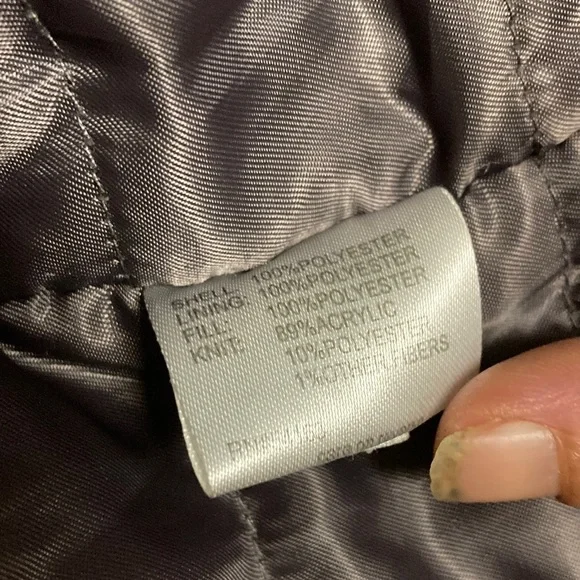 SHELL: 100%POLYESTER
LINING: 100%POLYESTER
FILL: 100%POLYESTER
KNIT: 89%ACRYLIC
10%POLYESTER
1%OTHER FIBERS